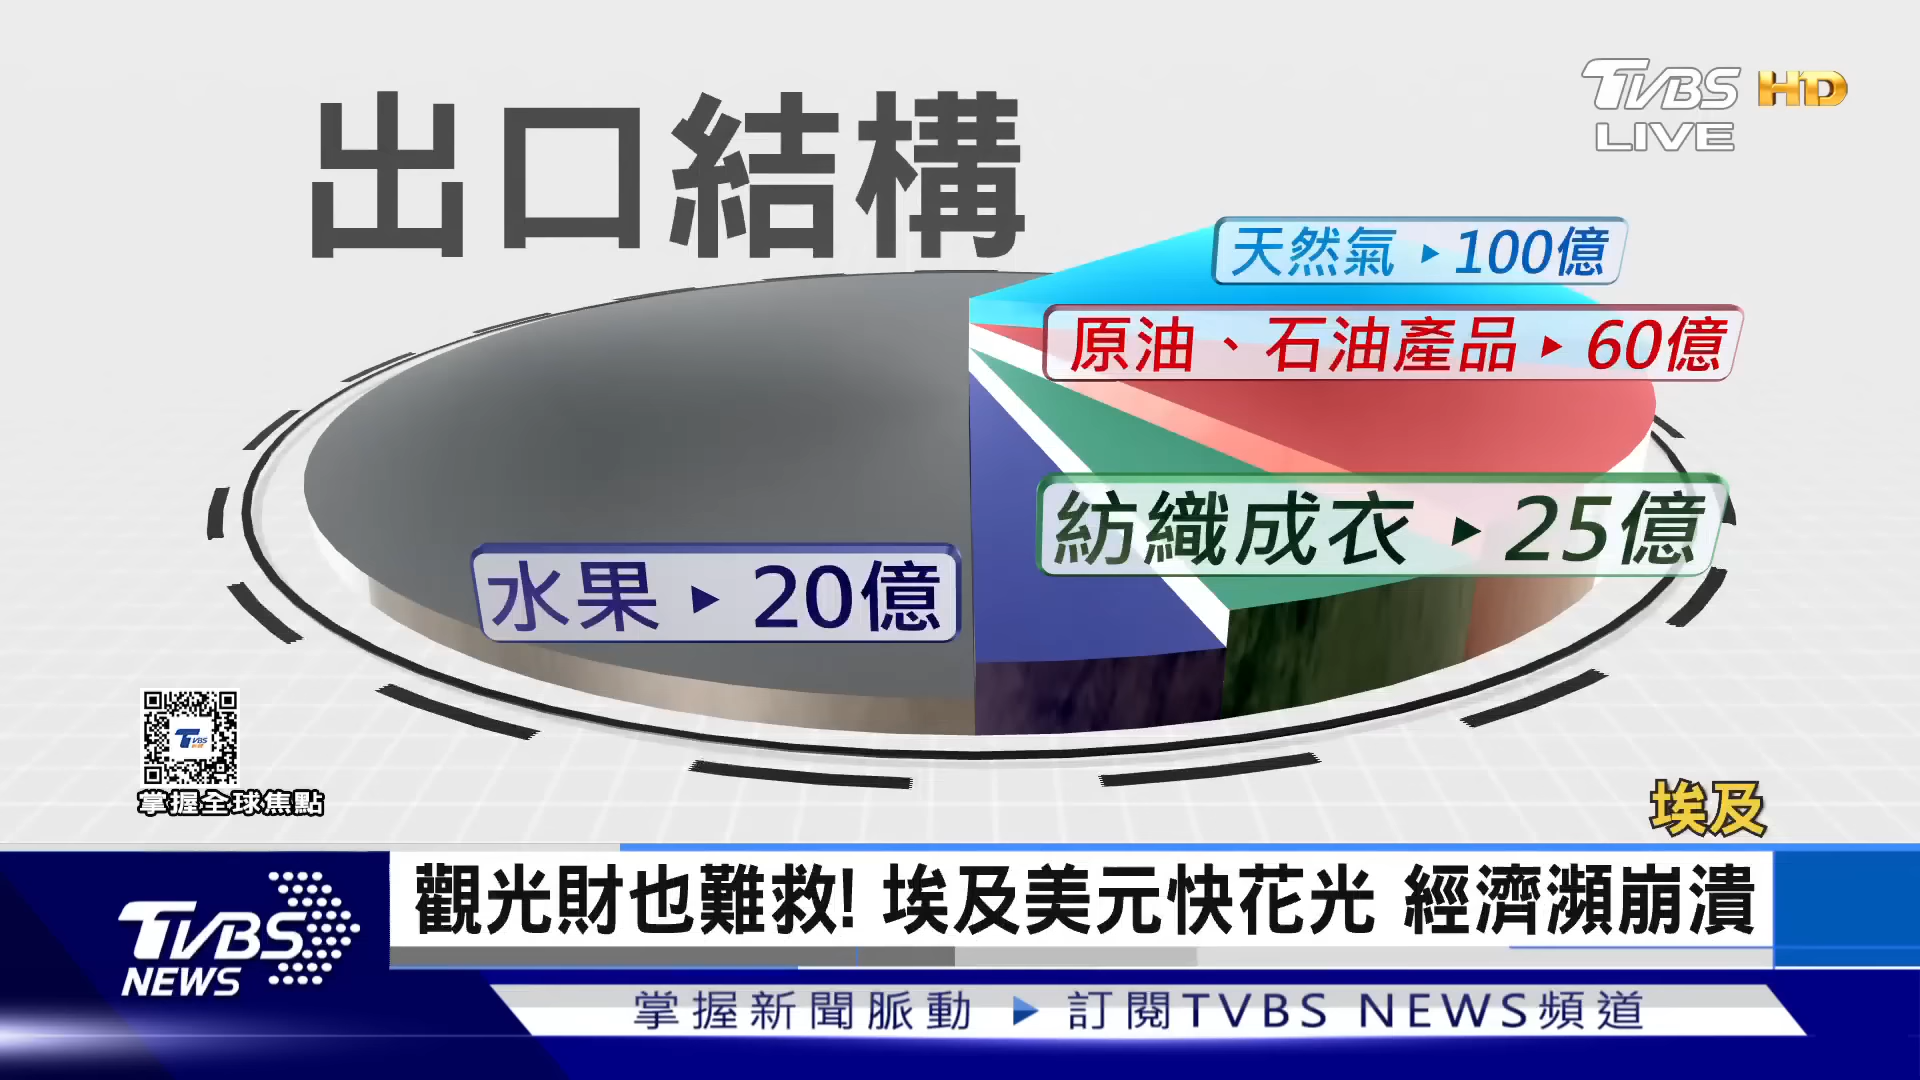 出口結構
TVBS HD
LIVE
天然氣▶100億
原油、石油產品▶60億
紡織成衣▶25億
水果▶20億
TVBS
掌握全球焦點
埃及
觀光財也難救! 埃及美元快花光 經濟瀕崩潰
TVBS
NEWS
掌握新聞脈動 ▶ 訂閱TVBS NEWS頻道